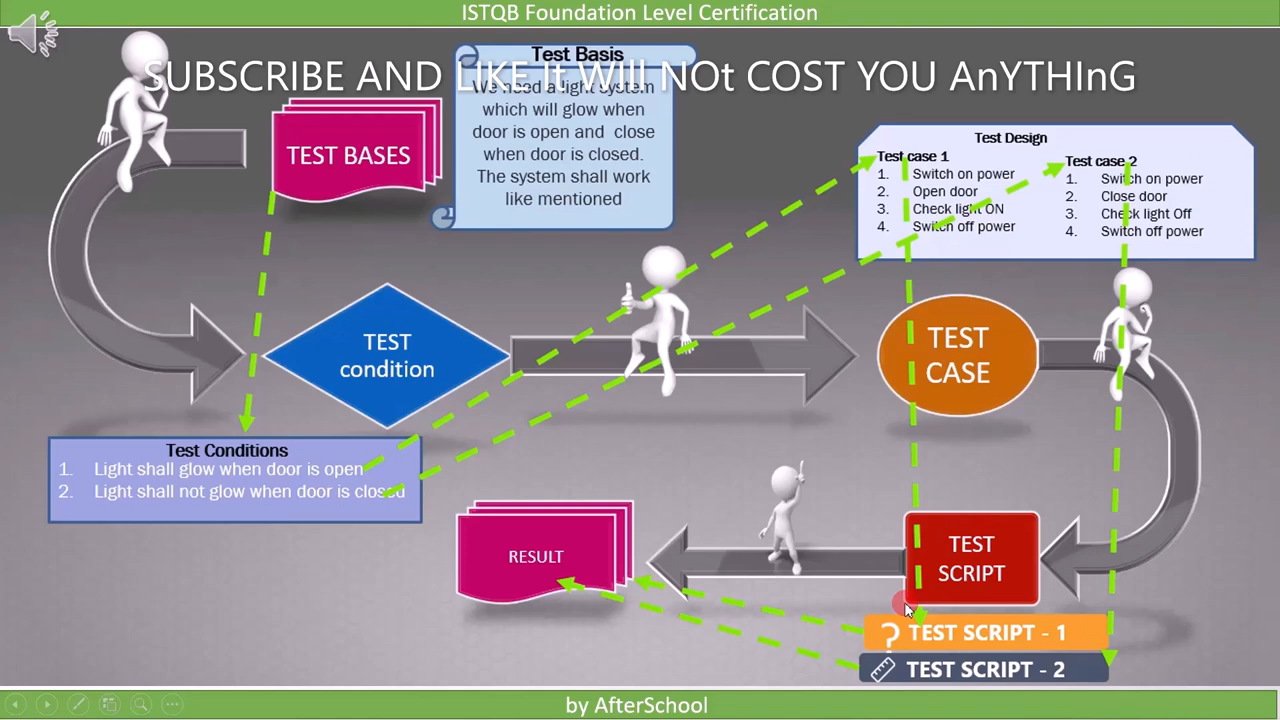 ISTQB Foundation Level Certification
SUBSCRIBE AND LIKE It WIll NOt COST YOU AnYTHInG
Test Basis
We need a light system
which will glow when
door is open and close
when door is closed.
The system shall work
like mentioned
TEST BASES
Test Design
Test case 1
1. Switch on power
2. Open door
3. Check light ON
4. Switch off power
Test case 2
1. Switch on power
2. Close door
3. Check light Off
4. Switch off power
TEST
condition
TEST
CASE
Test Conditions
1. Light shall glow when door is open
2. Light shall not glow when door is closed
RESULT
TEST
SCRIPT
TEST SCRIPT - 1
TEST SCRIPT - 2
by AfterSchool